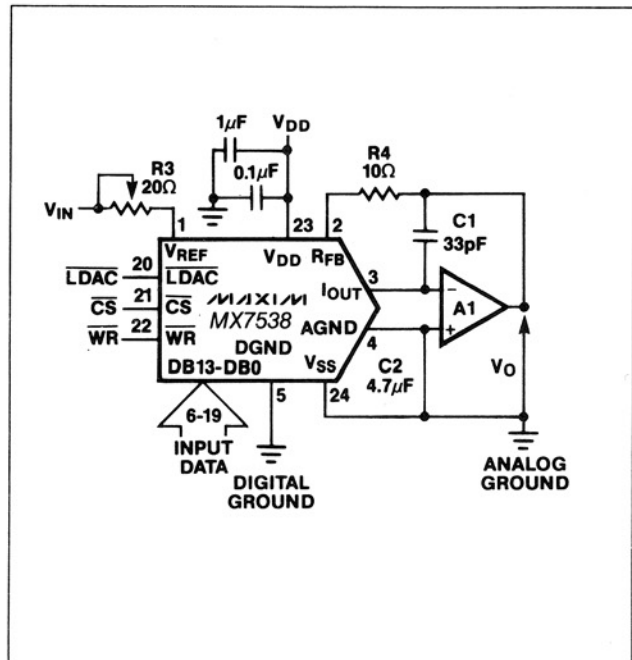 1µF
VDD
0.1µF
R3
20Ω
VIN
R4
10Ω
C1
33pF
1
23
2
VREF
VDD
RFB
LDAC
20
LDAC
CS
21
CS
WR
22
WR
MAXIM
MX7538
IOUT
3
AGND
4
A1
−
+
DGND
VSS
DB13-DB0
C2
4.7µF
VO
6-19
5
24
INPUT
DATA
DIGITAL
GROUND
ANALOG
GROUND